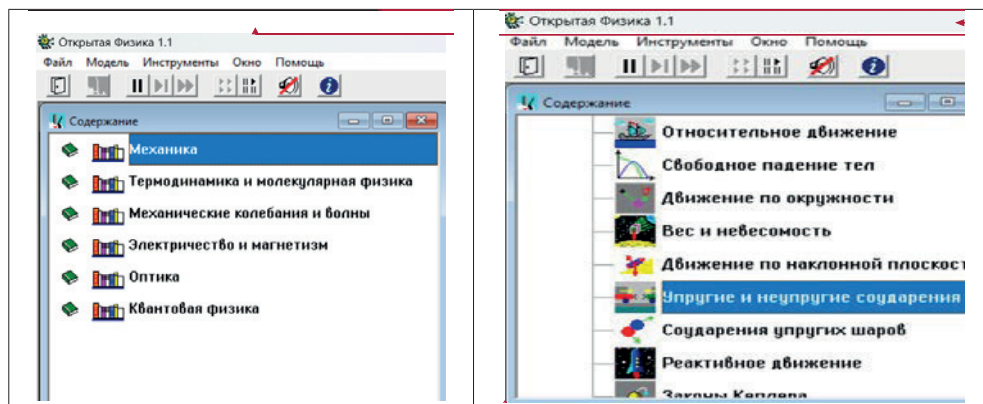 Открытая Физика 1.1
Файл Модель Инструменты Окно Помощь
Содержание
Механика
Термодинамика и молекулярная физика
Механические колебания и волны
Электричество и магнетизм
Оптика
Квантовая физика
Открытая Физика 1.1
Файл Модель Инструменты Окно Помощь
Содержание
Относительное движение
Свободное падение тел
Движение по окружности
Вес и невесомость
Движение по наклонной плоскост
Упругие и неупругие соударения
Соударения упругих шаров
Реактивное движение
Законы Кеплера